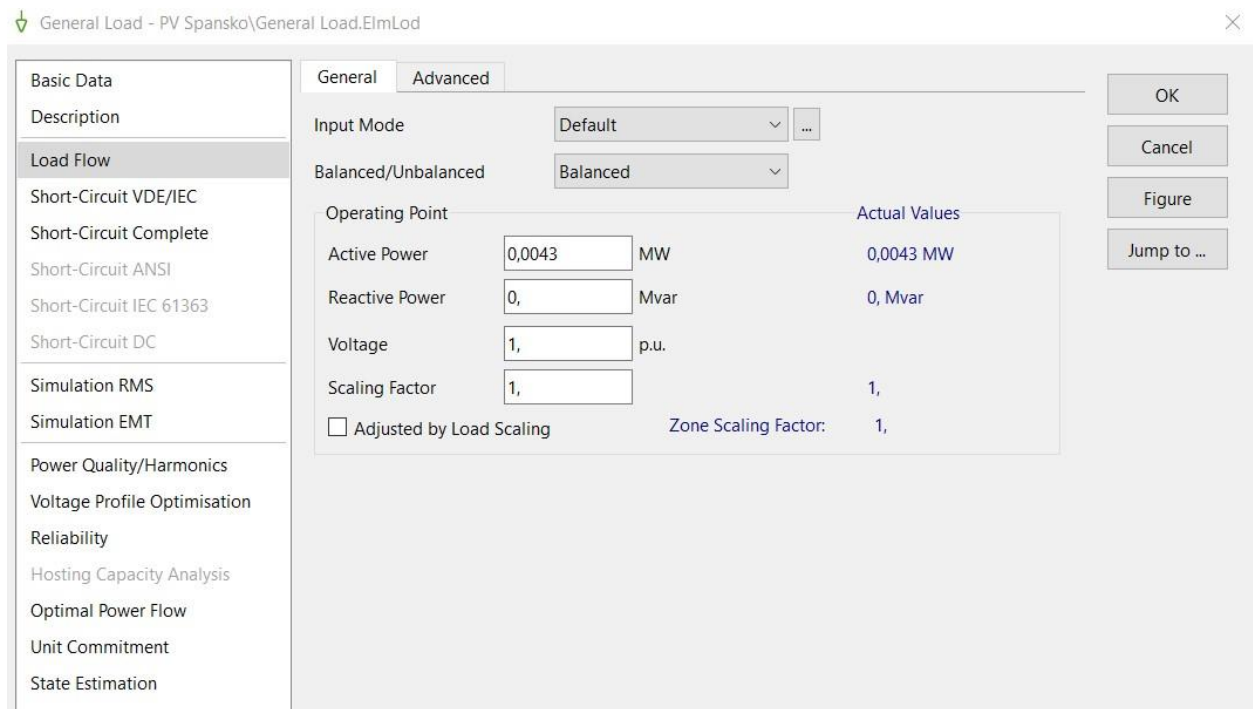 General Load - PV Spansko\General Load.ElmLod
Basic Data
Description
Load Flow
Short-Circuit VDE/IEC
Short-Circuit Complete
Short-Circuit ANSI
Short-Circuit IEC 61363
Short-Circuit DC
Simulation RMS
Simulation EMT
Power Quality/Harmonics
Voltage Profile Optimisation
Reliability
Hosting Capacity Analysis
Optimal Power Flow
Unit Commitment
State Estimation
General Advanced
Input Mode Default ...
Balanced/Unbalanced Balanced
Operating Point Actual Values
Active Power 0,0043 MW 0,0043 MW
Reactive Power 0, Mvar 0, Mvar
Voltage 1, p.u.
Scaling Factor 1, 1,
Adjusted by Load Scaling Zone Scaling Factor: 1,
OK
Cancel
Figure
Jump to ...